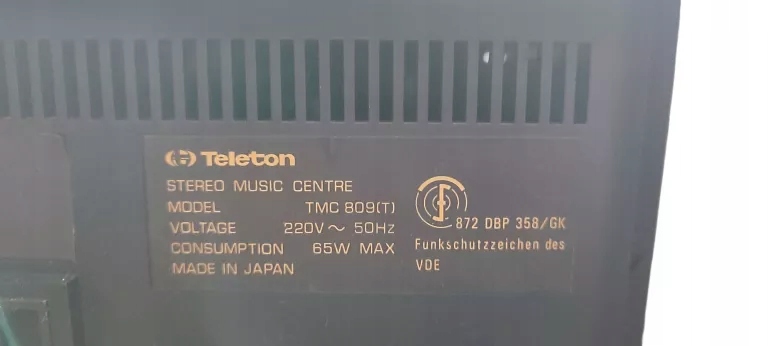 Teleton
STEREO MUSIC CENTRE
MODEL TMC 809(T)
VOLTAGE 220V ~ 50Hz
CONSUMPTION 65W MAX
MADE IN JAPAN
872 DBP 358/GK
Funkschutzzeichen des
VDE